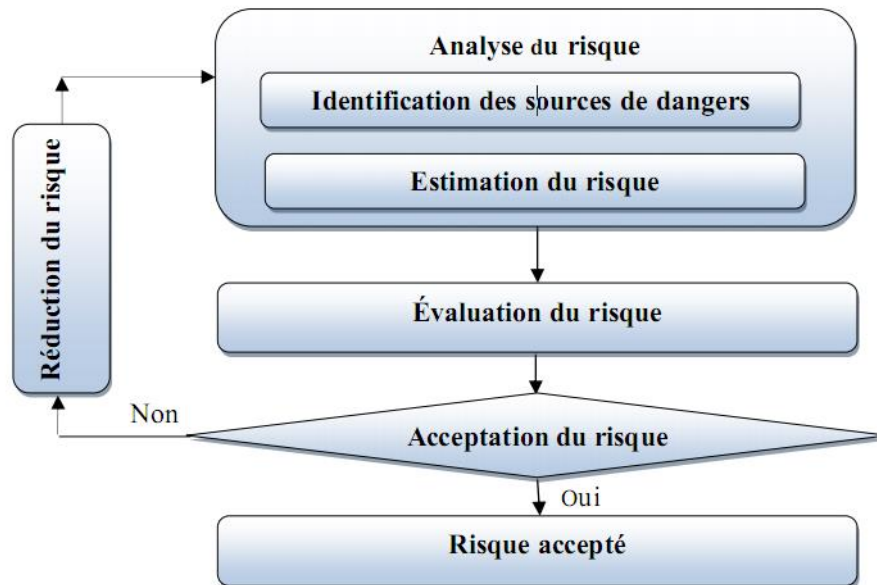 Analyse du risque
Identification des sources de dangers
Estimation du risque
Réduction du risque
Évaluation du risque
Non
Acceptation du risque
Oui
Risque accepté